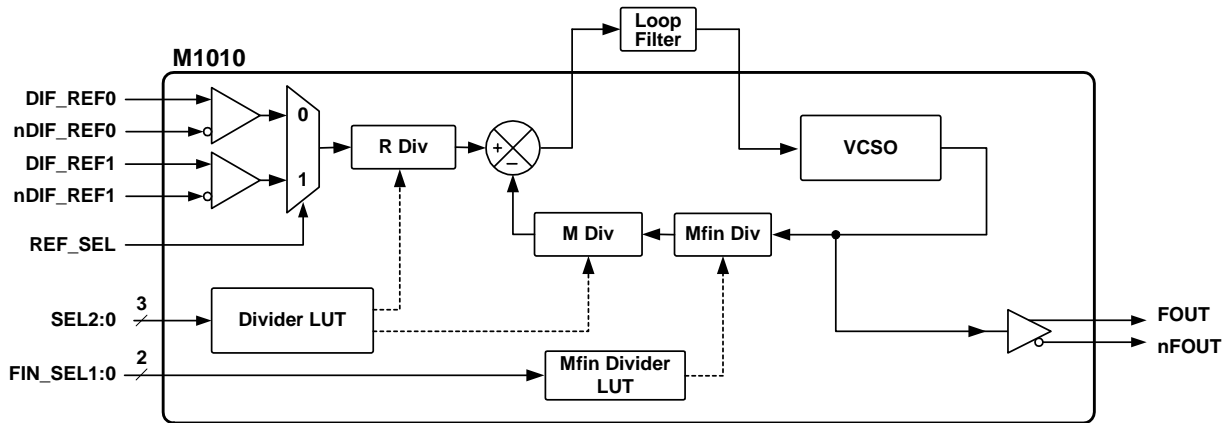 Loop
Filter
M1010
DIF_REF0
nDIF_REF0
DIF_REF1
nDIF_REF1
REF_SEL
0
1
R Div
+
−
VCSO
M Div
Mfin Div
SEL2:0
3
Divider LUT
FIN_SEL1:0
2
Mfin Divider
LUT
FOUT
nFOUT